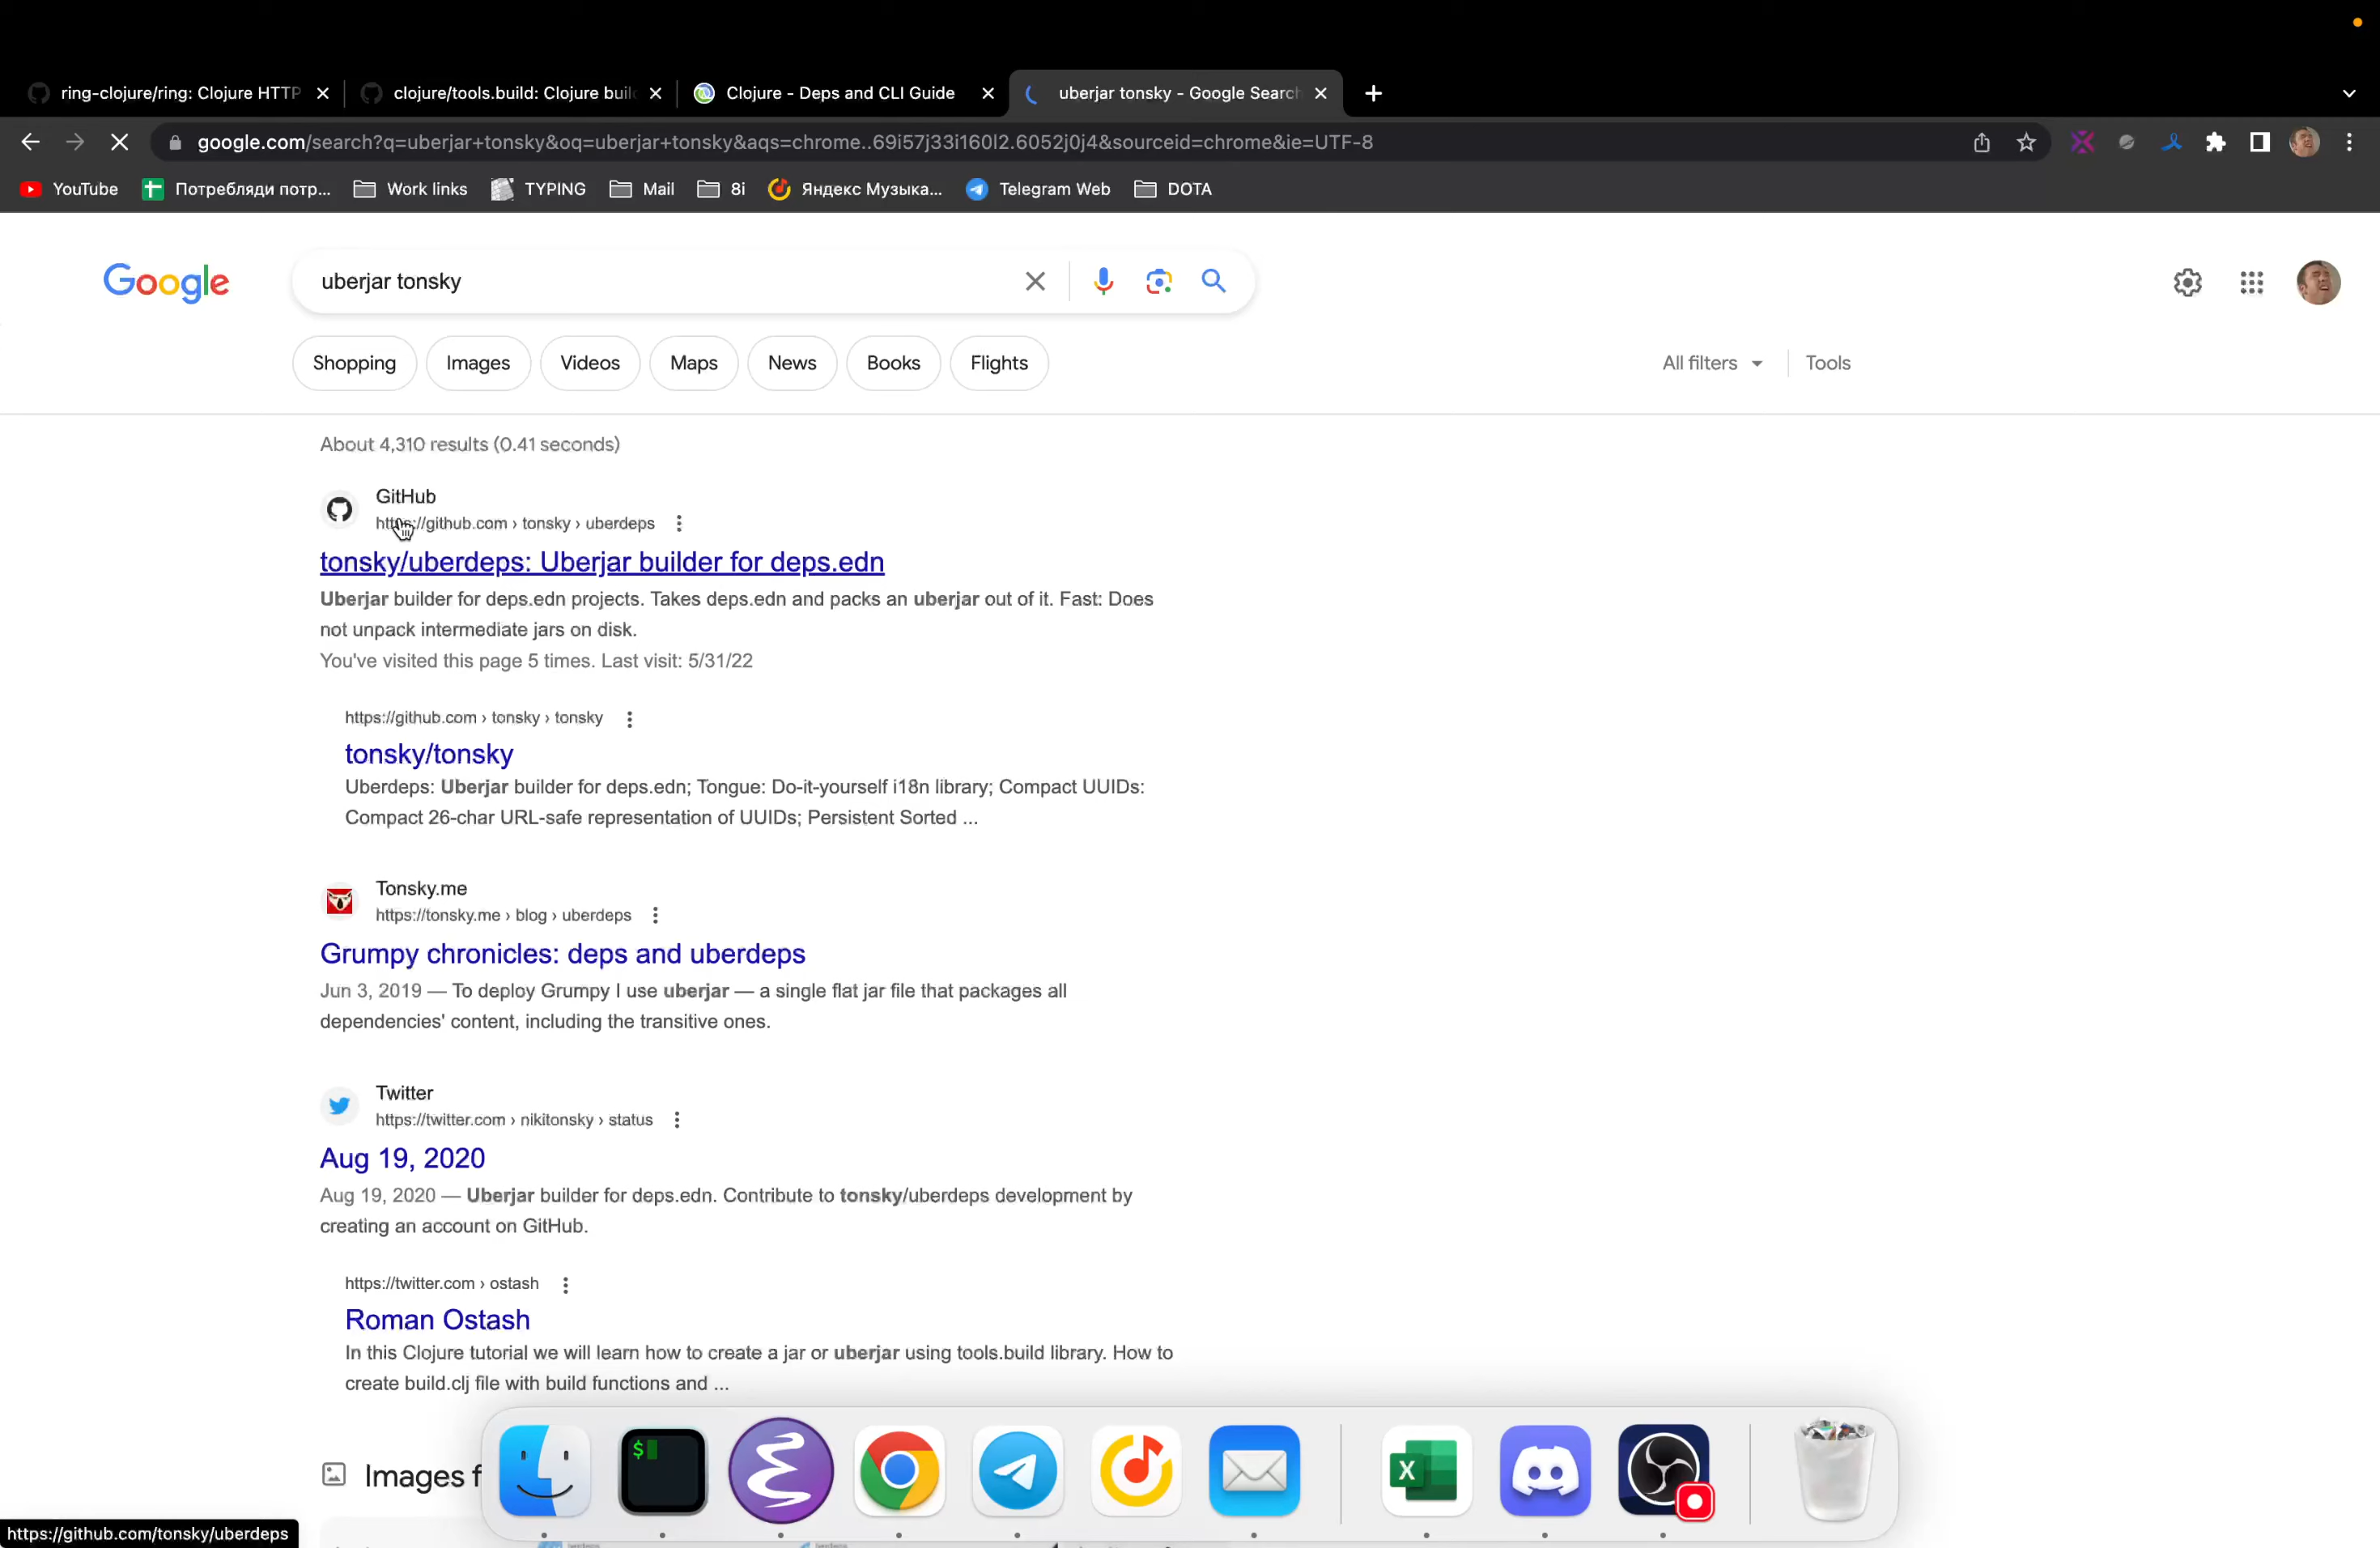 ring-clojure/ring: Clojure HTTP
clojure/tools.build: Clojure buil
Clojure - Deps and CLI Guide
uberjar tonsky - Google Search
google.com/search?q=uberjar+tonsky&oq=uberjar+tonsky&aqs=chrome..69i57j33i160l2.6052j0j4&sourceid=chrome&ie=UTF-8
YouTube
Потребляди потр...
Work links
TYPING
Mail
8i
Яндекс Музыка...
Telegram Web
DOTA
Google
uberjar tonsky
Shopping
Images
Videos
Maps
News
Books
Flights
All filters
Tools
About 4,310 results (0.41 seconds)
GitHub
https://github.com › tonsky › uberdeps
tonsky/uberdeps: Uberjar builder for deps.edn
Uberjar builder for deps.edn projects. Takes deps.edn and packs an uberjar out of it. Fast: Does
not unpack intermediate jars on disk.
You've visited this page 5 times. Last visit: 5/31/22
https://github.com › tonsky › tonsky
tonsky/tonsky
Uberdeps: Uberjar builder for deps.edn; Tongue: Do-it-yourself i18n library; Compact UUIDs:
Compact 26-char URL-safe representation of UUIDs; Persistent Sorted ...
Tonsky.me
https://tonsky.me › blog › uberdeps
Grumpy chronicles: deps and uberdeps
Jun 3, 2019 — To deploy Grumpy I use uberjar — a single flat jar file that packages all
dependencies' content, including the transitive ones.
Twitter
https://twitter.com › nikitonsky › status
Aug 19, 2020
Aug 19, 2020 — Uberjar builder for deps.edn. Contribute to tonsky/uberdeps development by
creating an account on GitHub.
https://twitter.com › ostash
Roman Ostash
In this Clojure tutorial we will learn how to create a jar or uberjar using tools.build library. How to
create build.clj file with build functions and ...
Images f
$
X
https://github.com/tonsky/uberdeps